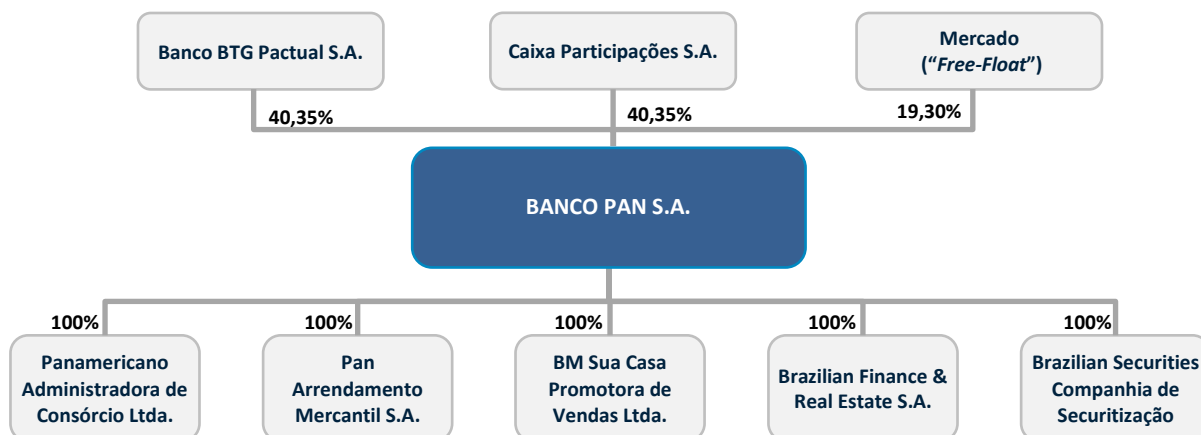 Banco BTG Pactual S.A.
Caixa Participações S.A.
Mercado
(“Free-Float”)
40,35%
40,35%
19,30%
BANCO PAN S.A.
100%
100%
100%
100%
100%
Panamericano
Administradora de
Consórcio Ltda.
Pan
Arrendamento
Mercantil S.A.
BM Sua Casa
Promotora de
Vendas Ltda.
Brazilian Finance &
Real Estate S.A.
Brazilian Securities
Companhia de
Securitização